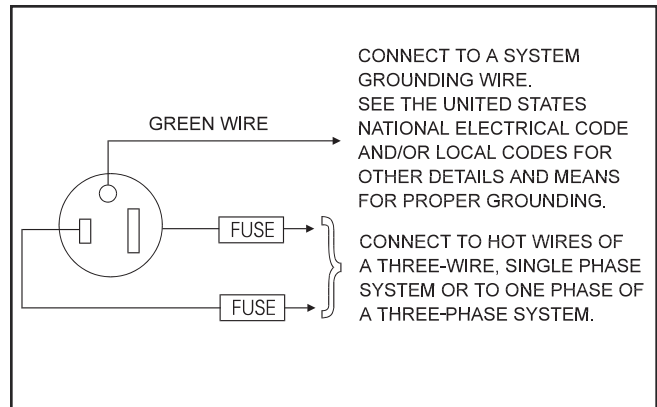 CONNECT TO A SYSTEM
GROUNDING WIRE.
SEE THE UNITED STATES
NATIONAL ELECTRICAL CODE
AND/OR LOCAL CODES FOR
OTHER DETAILS AND MEANS
FOR PROPER GROUNDING.
GREEN WIRE
FUSE
CONNECT TO HOT WIRES OF
A THREE-WIRE, SINGLE PHASE
SYSTEM OR TO ONE PHASE OF
A THREE-PHASE SYSTEM.
FUSE